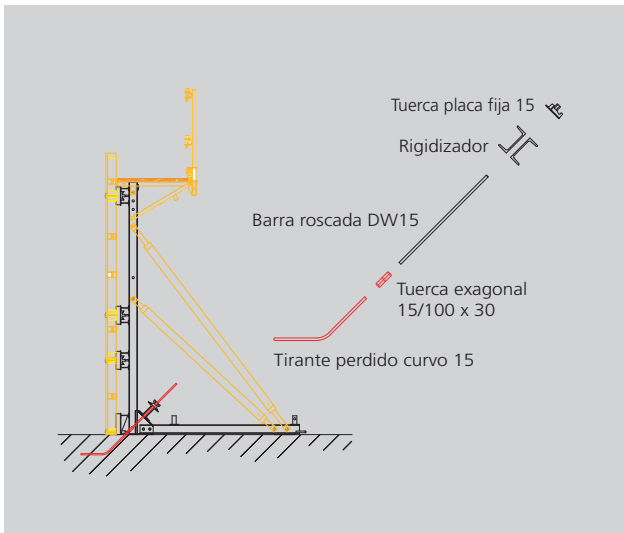 Tuerca placa fija 15
Rigidizador
Barra roscada DW15
Tuerca exagonal
15/100 x 30
Tirante perdido curvo 15